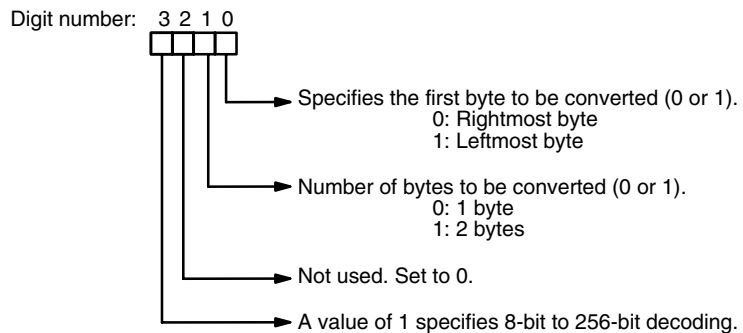 Digit number: 3 2 1 0
Specifies the first byte to be converted (0 or 1).
0: Rightmost byte
1: Leftmost byte
Number of bytes to be converted (0 or 1).
0: 1 byte
1: 2 bytes
Not used. Set to 0.
A value of 1 specifies 8-bit to 256-bit decoding.